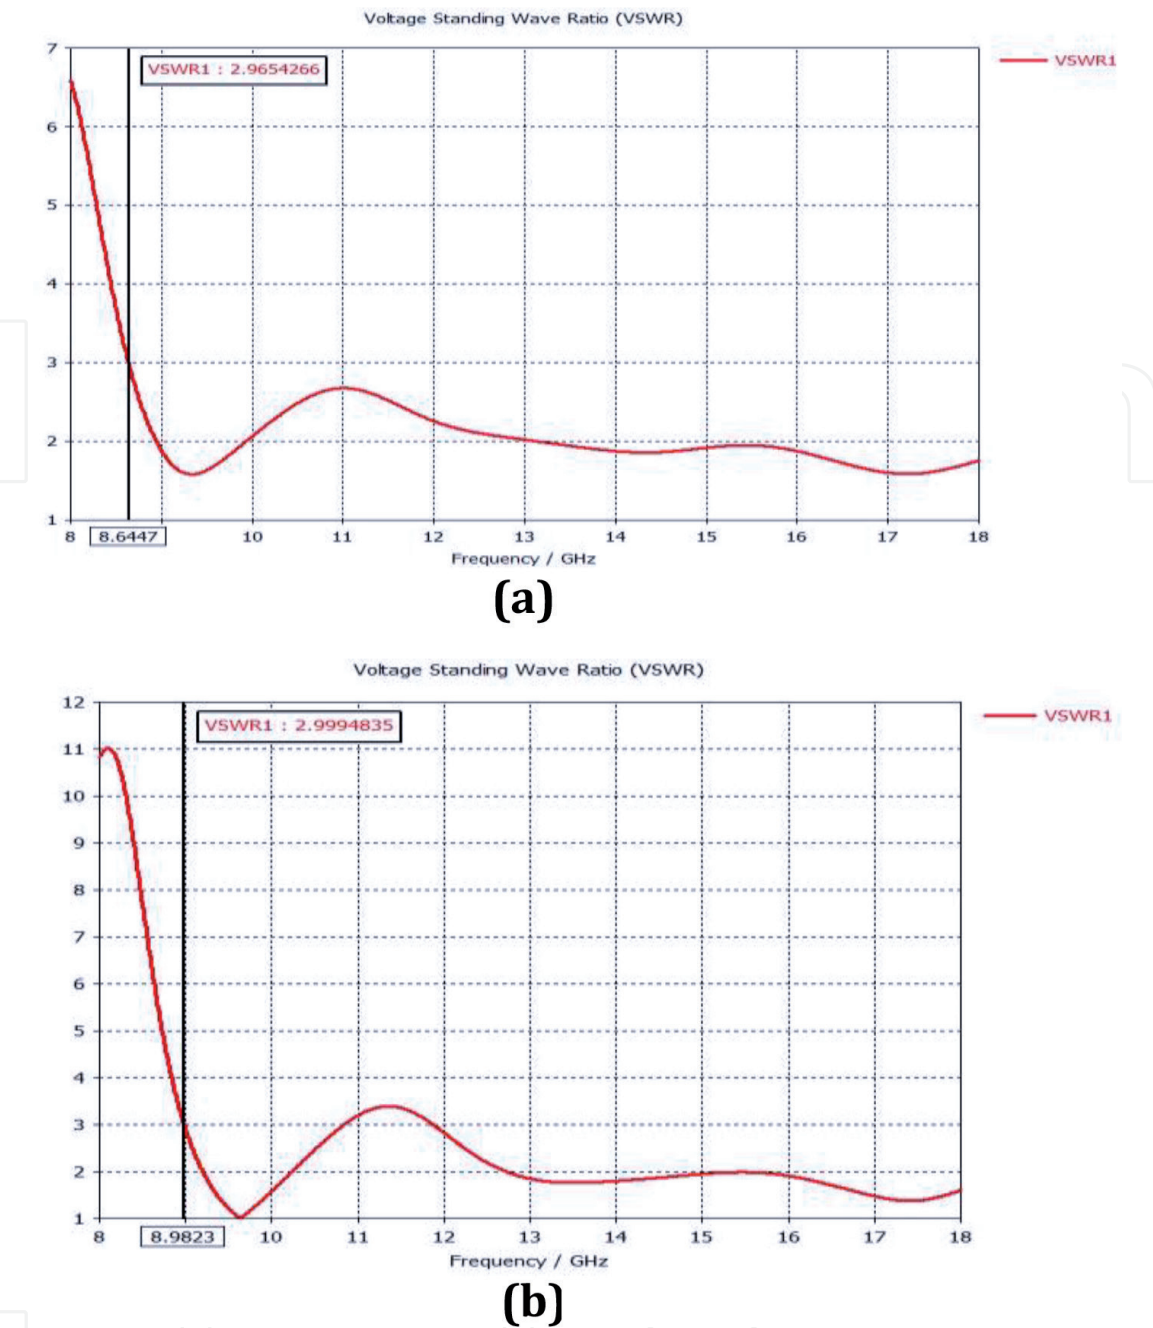 Voltage Standing Wave Ratio (VSWR)
7
VSWR1 : 2.9654266
VSWR1
6
5
4
3
2
1
8 8.6447 10 11 12 13 14 15 16 17 18
Frequency / GHz
(a)
Voltage Standing Wave Ratio (VSWR)
12
VSWR1 : 2.9994835
VSWR1
11
10
9
8
7
6
5
4
3
2
1
8 8.9823 10 11 12 13 14 15 16 17 18
Frequency / GHz
(b)